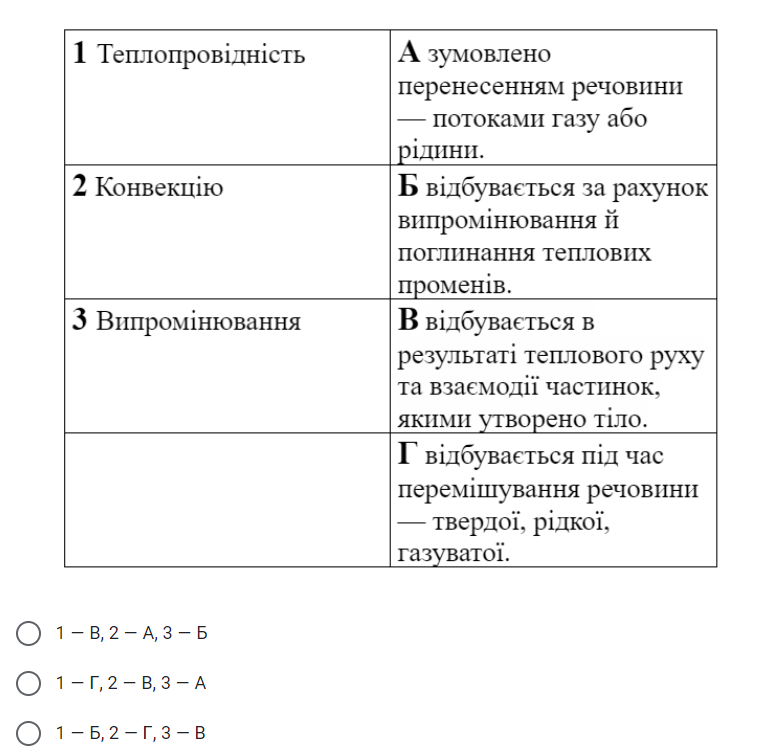 1 Теплопровідність
А зумовлено
перенесенням речовини
— потоками газу або
рідини.
2 Конвекцію
Б відбувається за рахунок
випромінювання й
поглинання теплових
променів.
3 Випромінювання
В відбувається в
результаті теплового руху
та взаємодії частинок,
якими утворено тіло.
Г відбувається під час
перемішування речовини
— твердої, рідкої,
газуватої.
1 — В, 2 — А, 3 — Б
1 — Г, 2 — В, 3 — А
1 — Б, 2 — Г, 3 — В